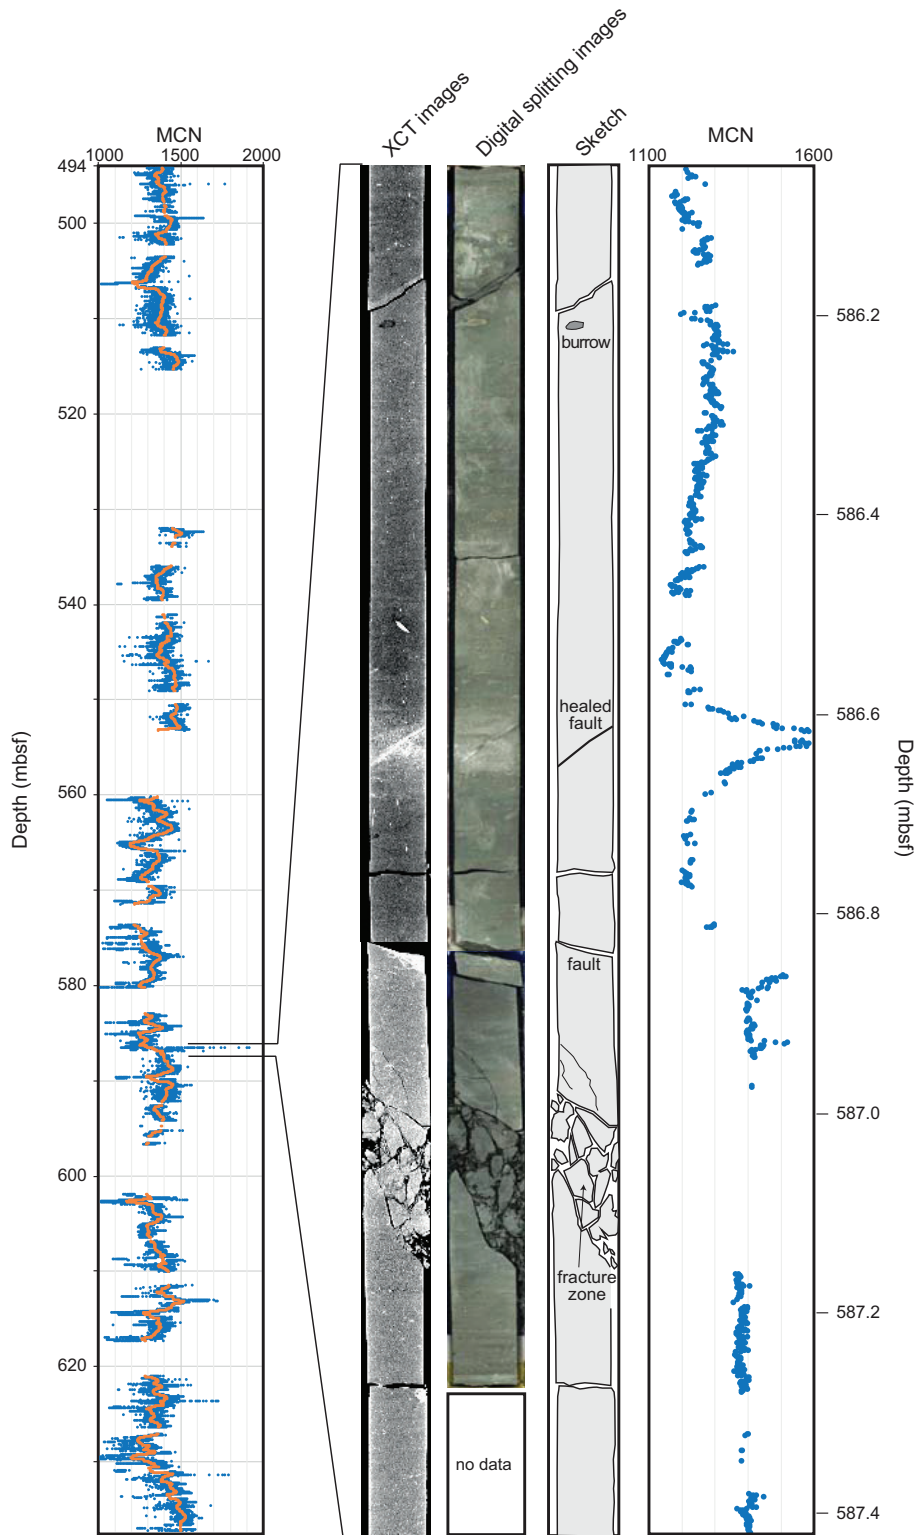 XCT images
Digital splitting images
Sketch
MCN
1000 1500 2000
MCN
1100 1600
494
500
520
540
560
580
600
620
Depth (mbsf)
burrow
healed
fault
fault
fracture
zone
no data
586.2
586.4
586.6
586.8
587.0
587.2
587.4
Depth (mbsf)